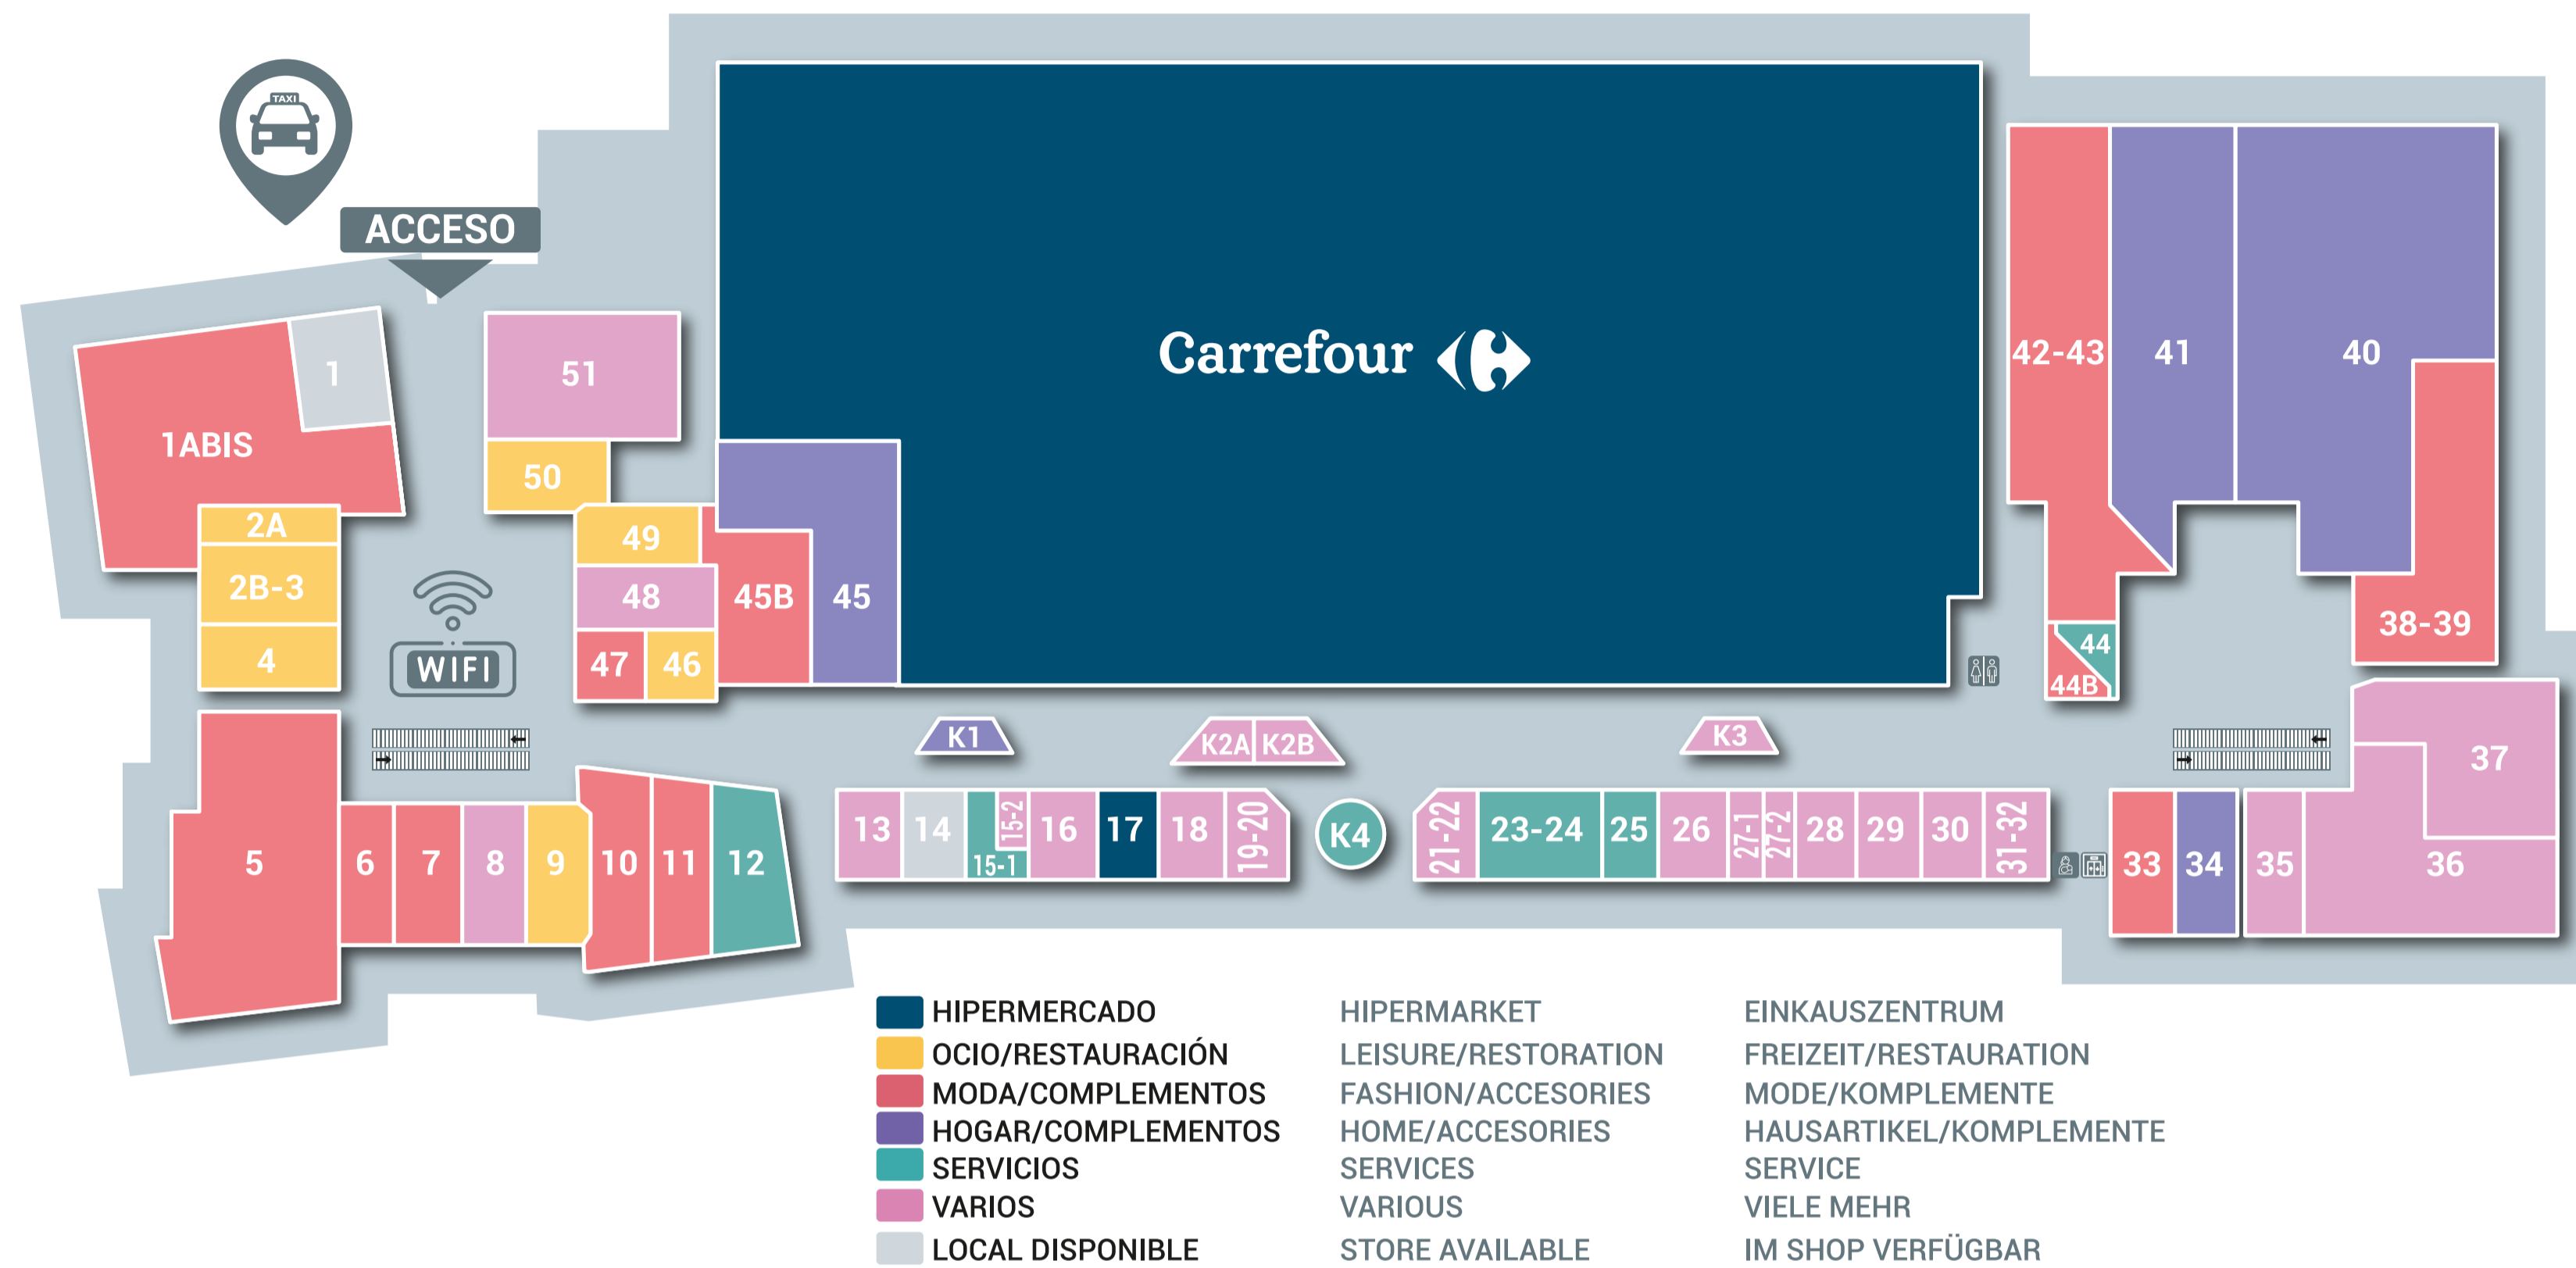 TAXI
ACCESO
1
1ABIS
51
50
2A
2B-3
4
49
48
47
46
45B
45
WIFI
Carrefour
42-43
41
40
38-39
44
44B
37
K1
K2A
K2B
K3
K4
5
6
7
8
9
10
11
12
13
14
15-1
15-2
16
17
18
19-20
21-22
23-24
25
26
27-1
27-2
28
29
30
31-32
33
34
35
36
HIPERMERCADO HIPERMARKET EINKAUSZENTRUM
OCIO/RESTAURACIÓN LEISURE/RESTORATION FREIZEIT/RESTAURATION
MODA/COMPLEMENTOS FASHION/ACCESORIES MODE/KOMPLEMENTE
HOGAR/COMPLEMENTOS HOME/ACCESORIES HAUSARTIKEL/KOMPLEMENTE
SERVICIOS SERVICES SERVICE
VARIOS VARIOUS VIELE MEHR
LOCAL DISPONIBLE STORE AVAILABLE IM SHOP VERFÜGBAR